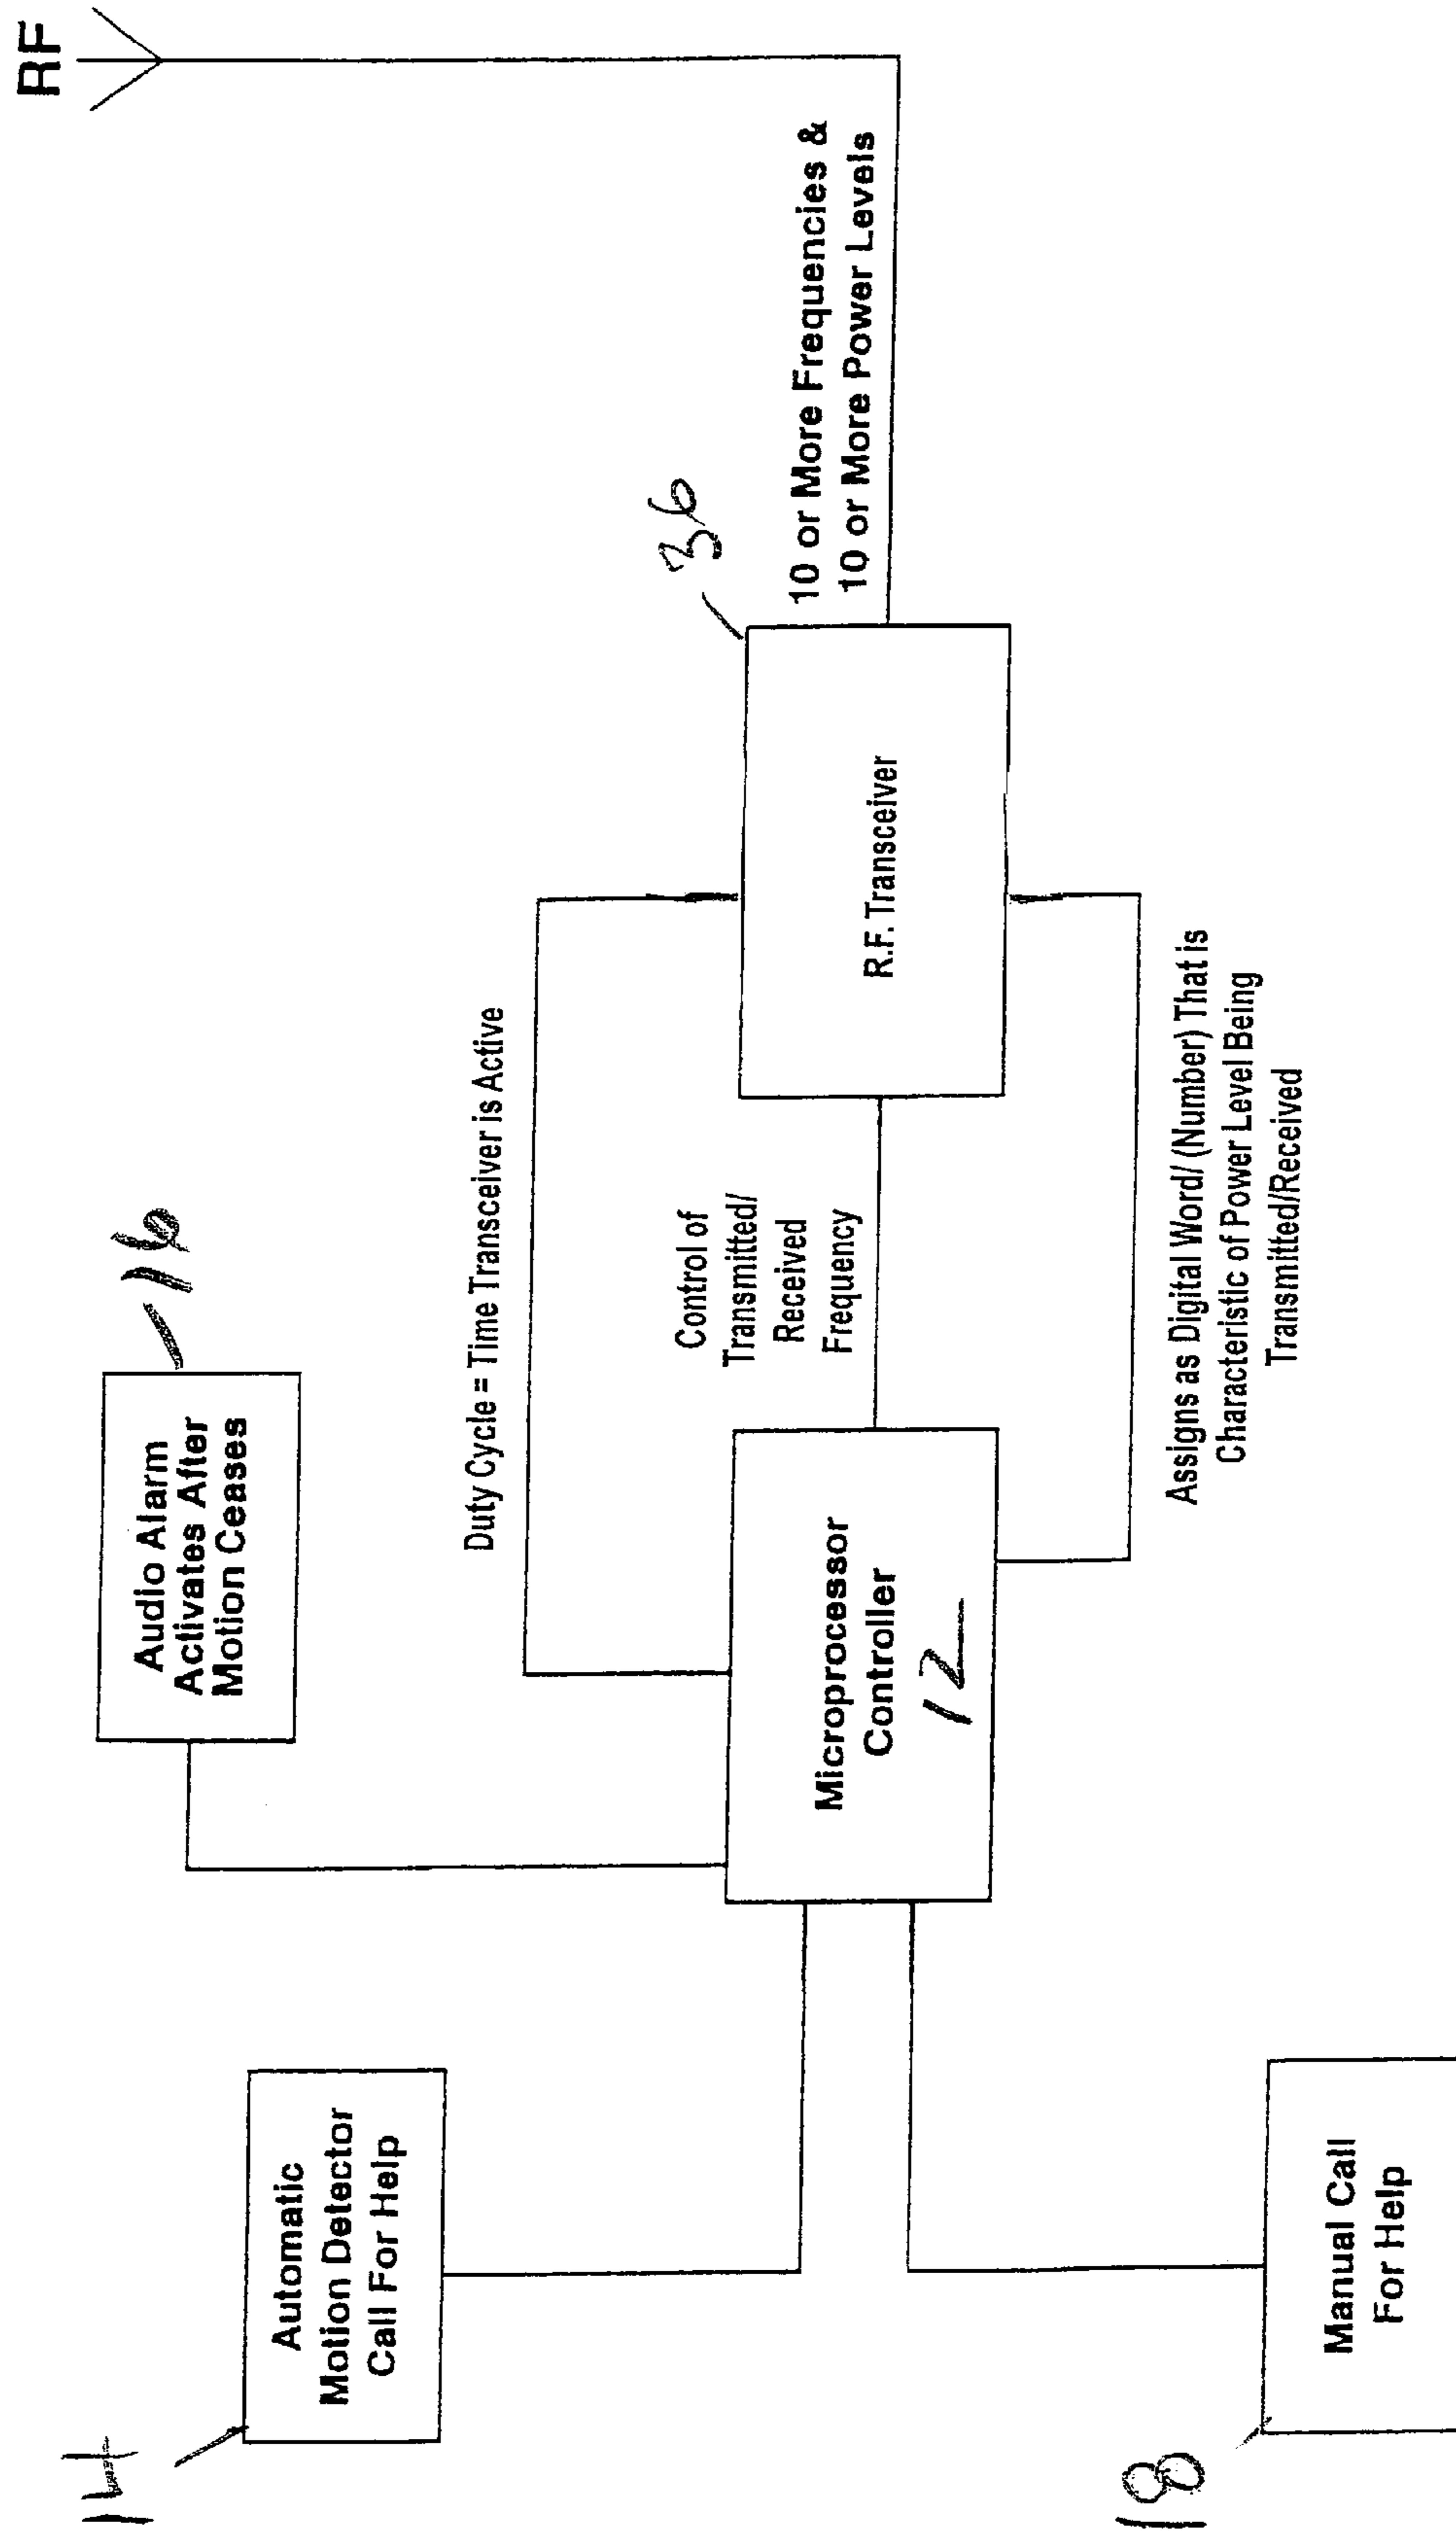 RF
16
Audio Alarm
Activates After
Motion Ceases
14
Automatic
Motion Detector
Call For Help
Duty Cycle = Time Transceiver is Active
36
10 or More Frequencies &
10 or More Power Levels
Control of
Transmitted/
Received
Frequency
R.F. Transceiver
Microprocessor
Controller
12
Assigns as Digital Word/ (Number) That is
Characteristic of Power Level Being
Transmitted/Received
18
Manual Call
For Help